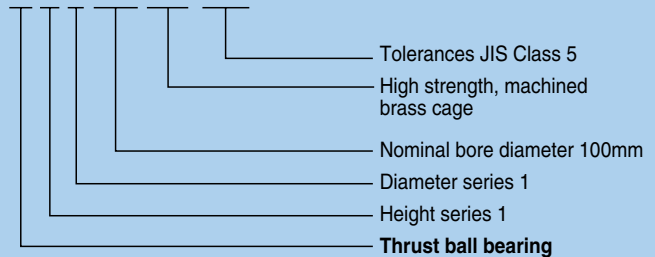 Tolerances JIS Class 5
High strength, machined
brass cage
Nominal bore diameter 100mm
Diameter series 1
Height series 1
Thrust ball bearing